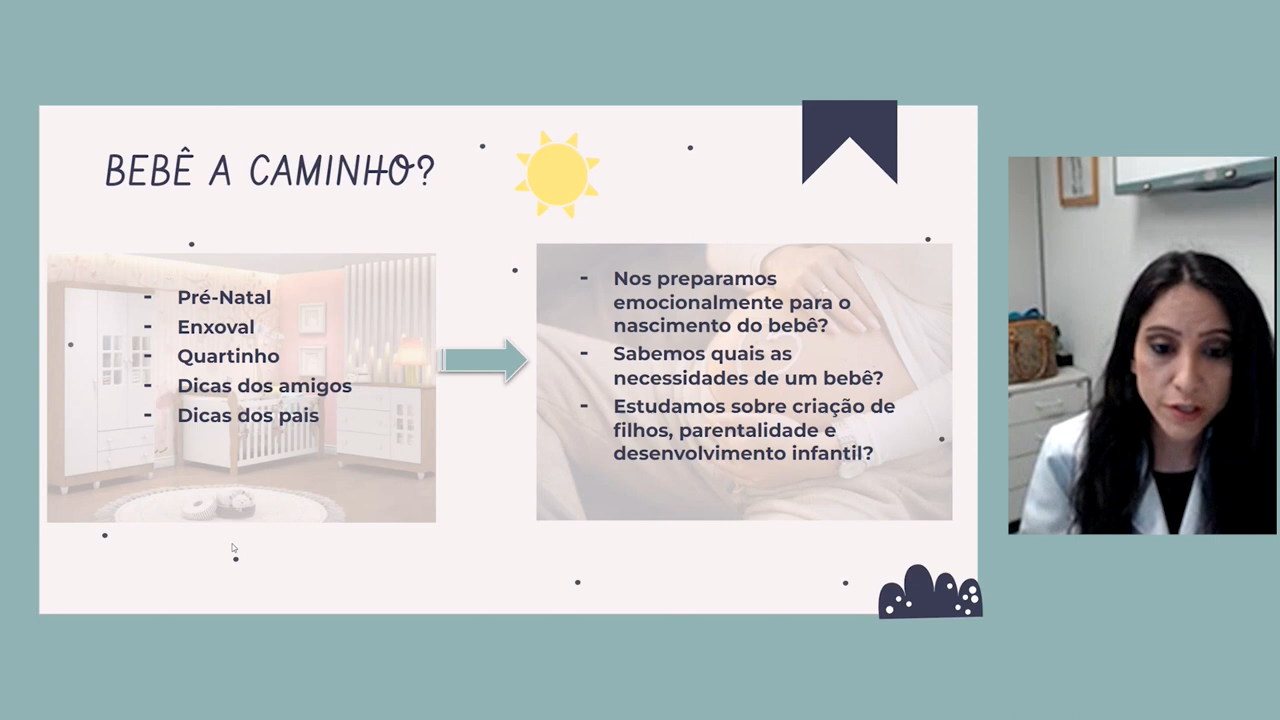 BEBÊ A CAMINHO?
- Pré-Natal
- Enxoval
- Quartinho
- Dicas dos amigos
- Dicas dos pais
- Nos preparamos
emocionalmente para o
nascimento do bebê?
- Sabemos quais as
necessidades de um bebê?
- Estudamos sobre criação de
filhos, parentalidade e
desenvolvimento infantil?